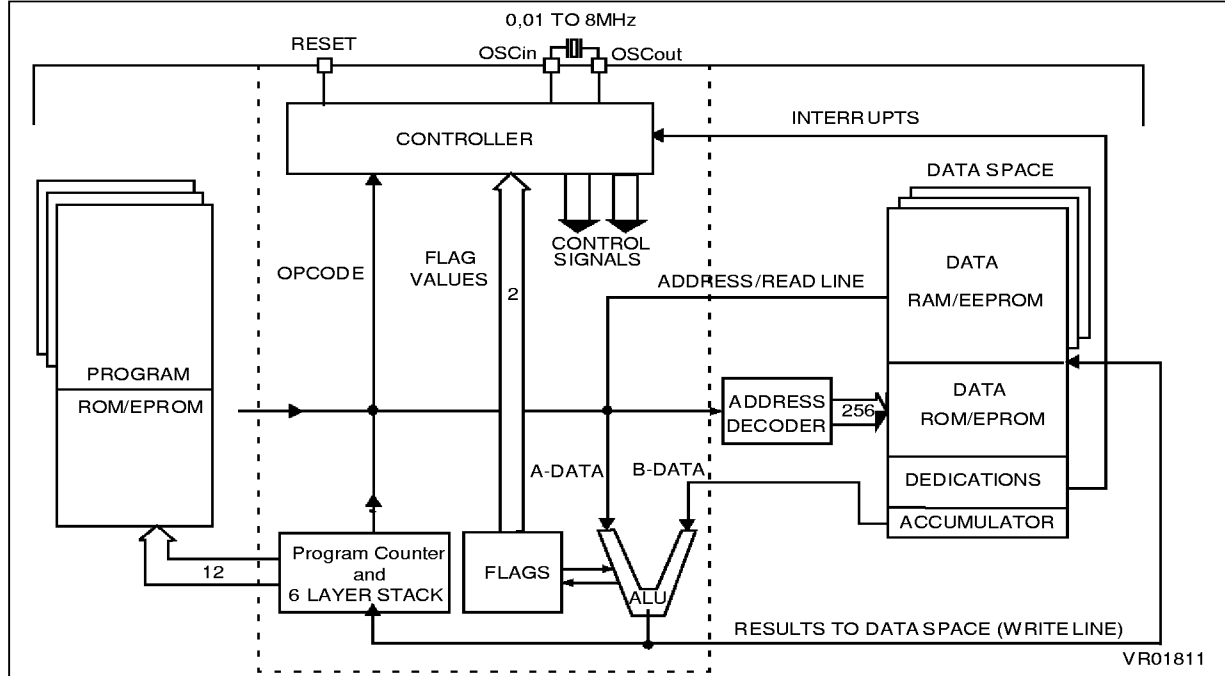 0,01 TO 8MHz
RESET
OSCin
OSCout
INTERRUPTS
CONTROLLER
DATA SPACE
OPCODE
FLAG
VALUES
2
CONTROL
SIGNALS
ADDRESS/READ LINE
DATA
RAM/EEPROM
PROGRAM
ROM/EPROM
ADDRESS
DECODER
256
DATA
ROM/EPROM
A-DATA
B-DATA
DEDICATIONS
ACCUMULATOR
12
Program Counter
and
6 LAYER STACK
FLAGS
ALU
RESULTS TO DATA SPACE (WRITE LINE)
VR01811